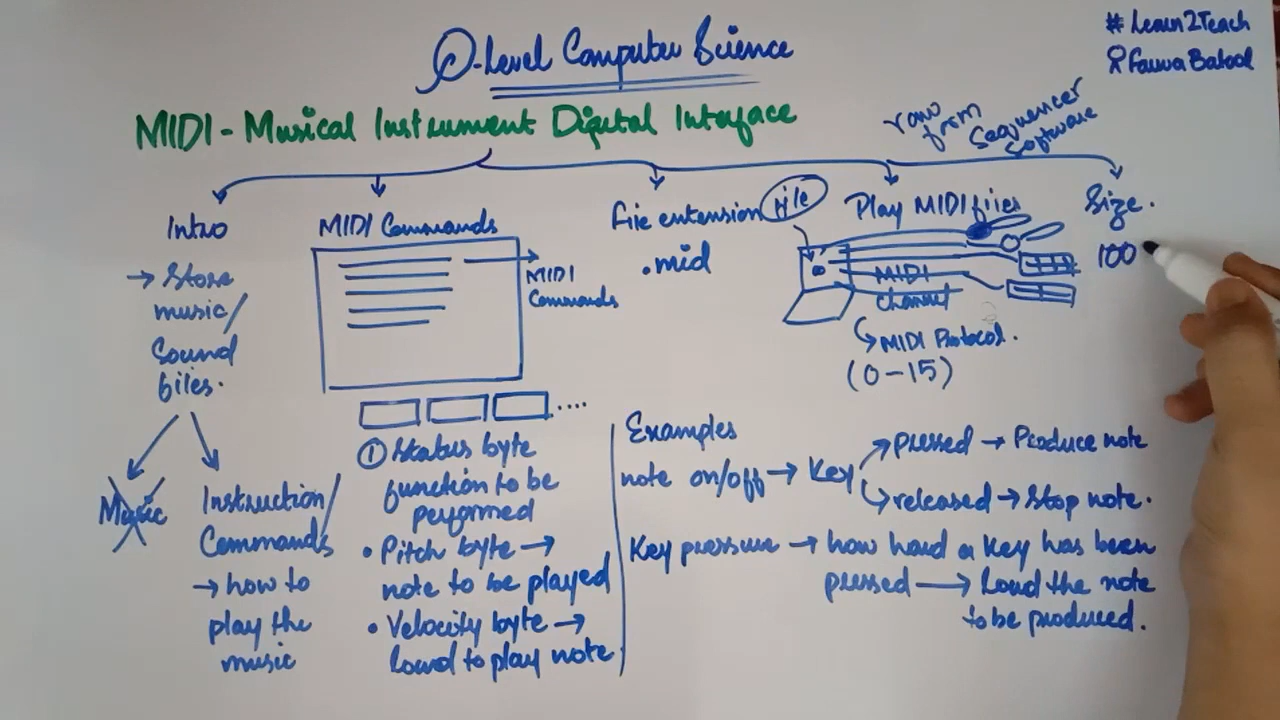 O-Level Computer Science
# Learn2Teach
Fauwa Batool
MIDI - Musical Instrument Digital Interface
raw from Sequencer Software
Intro
→ Store
music/
Sound
files.
Music
Instruction/
Commands
→ how to
play the
music
MIDI Commands
MIDI
Commands
① Status byte
function to be
performed
• Pitch byte →
note to be played
• Velocity byte →
Loud to play note
File extension
.mid
file
Play MIDI files
MIDI
channel
MIDI Protocol.
(0-15)
Size.
100
Examples
note on/off → Key
pressed → Produce note
released → Stop note.
Key pressure → how hard a key has been
pressed → Loud the note
to be produced.